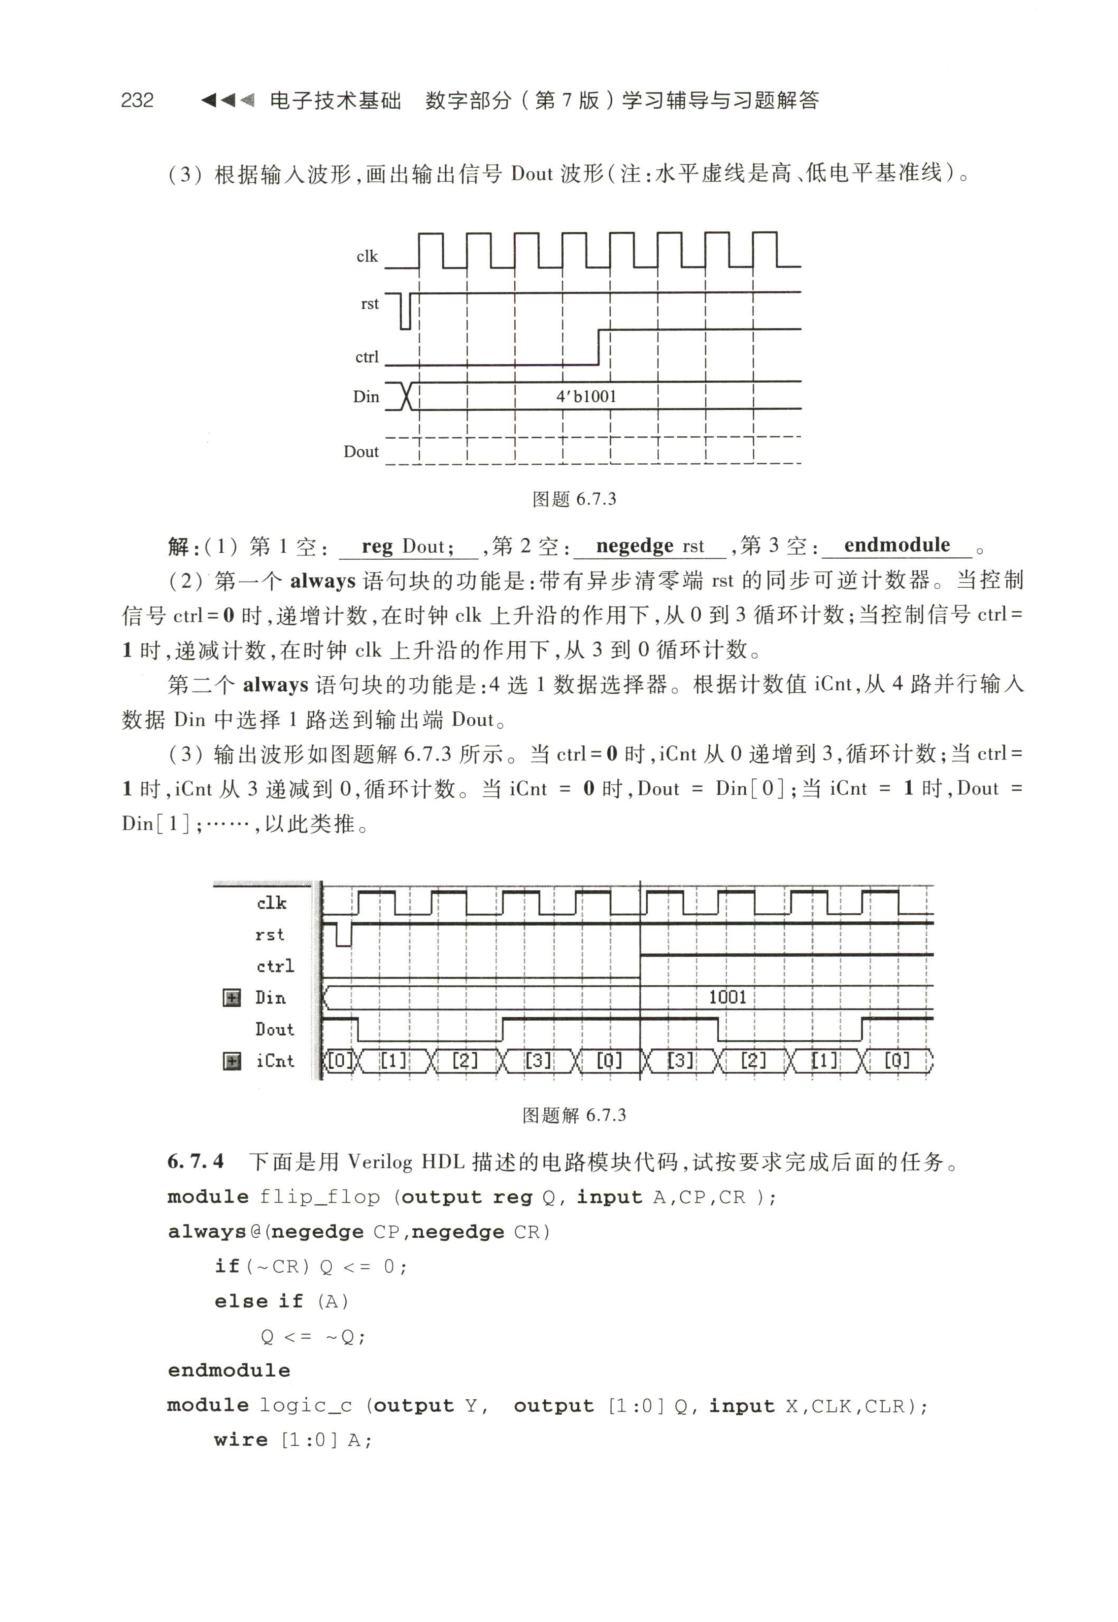 232 ◀◀◀ 电子技术基础 数字部分(第7版)学习辅导与习题解答
(3) 根据输入波形,画出输出信号 Dout 波形(注:水平虚线是高、低电平基准线)。
clk
rst
ctrl
Din 4′b1001
Dout
图题 6.7.3
解:(1) 第1空: reg Dout; ,第2空: negedge rst ,第3空: endmodule 。
(2) 第一个 always 语句块的功能是:带有异步清零端 rst 的同步可逆计数器。当控制
信号 ctrl=0 时,递增计数,在时钟 clk 上升沿的作用下,从0到3循环计数;当控制信号 ctrl=
1时,递减计数,在时钟 clk 上升沿的作用下,从3到0循环计数。
第二个 always 语句块的功能是:4选1数据选择器。根据计数值 iCnt,从4路并行输入
数据 Din 中选择1路送到输出端 Dout。
(3) 输出波形如图题解 6.7.3 所示。当 ctrl=0 时,iCnt 从0递增到3,循环计数;当 ctrl=
1时,iCnt 从3递减到0,循环计数。当 iCnt = 0 时,Dout = Din[0];当 iCnt = 1 时,Dout =
Din[1];……,以此类推。
clk
rst
ctrl
Din 1001
Dout
iCnt [0] [1] [2] [3] [0] [3] [2] [1] [0]
图题解 6.7.3
6.7.4 下面是用 Verilog HDL 描述的电路模块代码,试按要求完成后面的任务。
module flip_flop (output reg Q, input A,CP,CR );
always@(negedge CP,negedge CR)
if(~CR) Q <= 0;
else if (A)
Q <= ~Q;
endmodule
module logic_c (output Y, output [1:0] Q, input X,CLK,CLR);
wire [1:0] A;